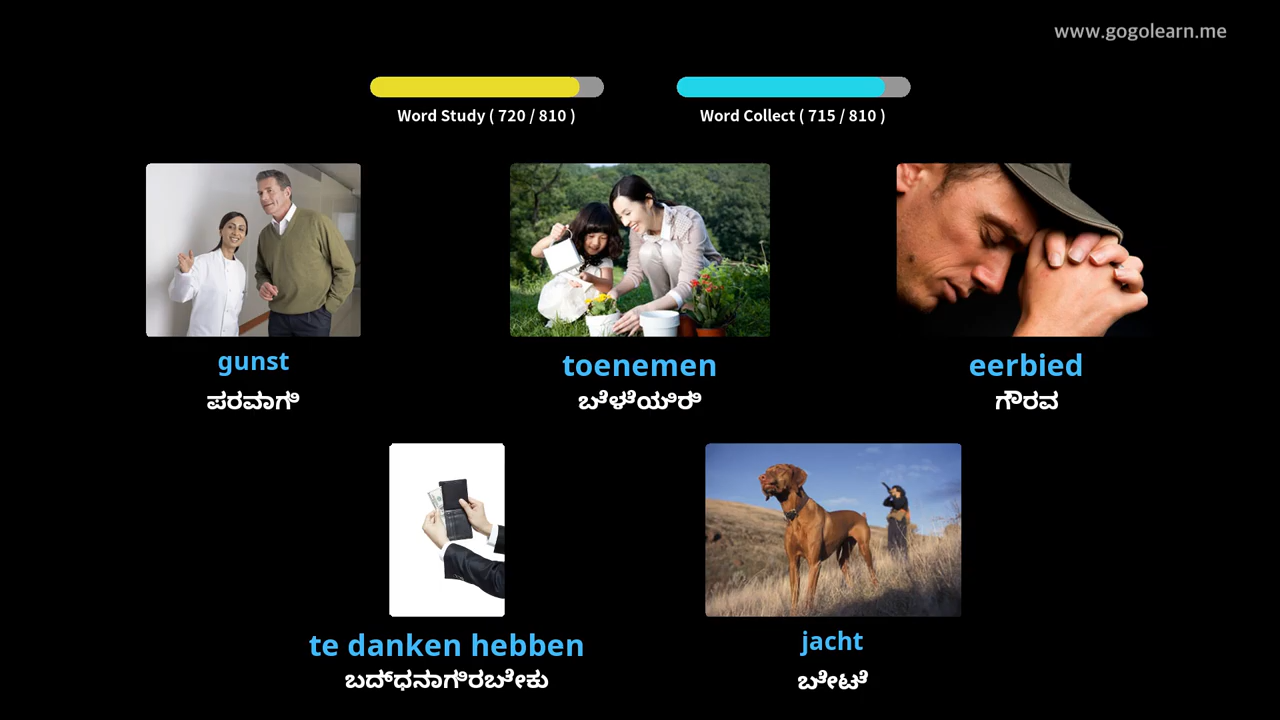 www.gogolearn.me
Word Study ( 720 / 810 )
Word Collect ( 715 / 810 )
gunst
toenemen
eerbied
ಪರವಾಗಿ
ಬೆಳೆಯಿರಿ
ಗೌರವ
te danken hebben
jacht
ಬದ್ಧನಾಗಿರಬೇಕು
ಬೇಟೆ